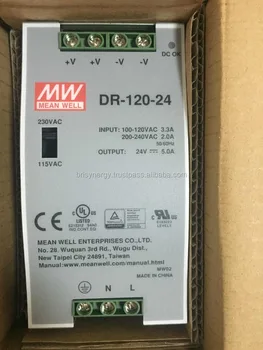 +V +V -V -V
DC OK
MW
MEAN WELL
DR-120-24
230VAC
115VAC
INPUT: 100-120VAC 3.3A
200-240VAC 2.0A
50/60Hz
OUTPUT: 24V 5.0A
MEAN WELL ENTERPRISES CO.,LTD.
No. 28, Wuquan 3rd Rd., Wugu Dist.,
New Taipei City 24891, Taiwan
Manual:www.meanwell.com/manual.html
MADE IN CHINA
N L